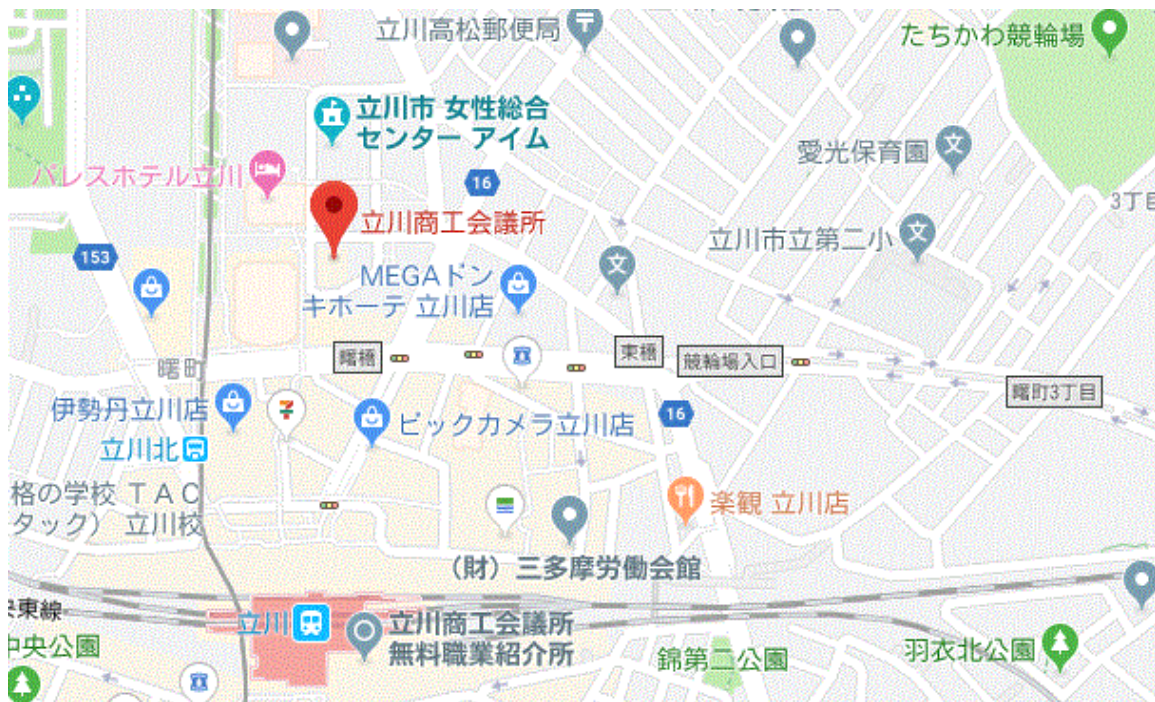 立川高松郵便局
たちかわ競輪場
立川市 女性総合
センター アイム
愛光保育園
パレスホテル立川
16
3丁目
立川商工会議所
立川市立第二小
153
MEGAドン
キホーテ 立川店
曙橋
東橋
競輪場入口
曙町
曙町3丁目
伊勢丹立川店
ビックカメラ立川店
16
立川北
格の学校 TAC
タック） 立川校
楽観 立川店
（財）三多摩労働会館
央東線
立川
立川商工会議所
無料職業紹介所
中央公園
錦第二公園
羽衣北公園